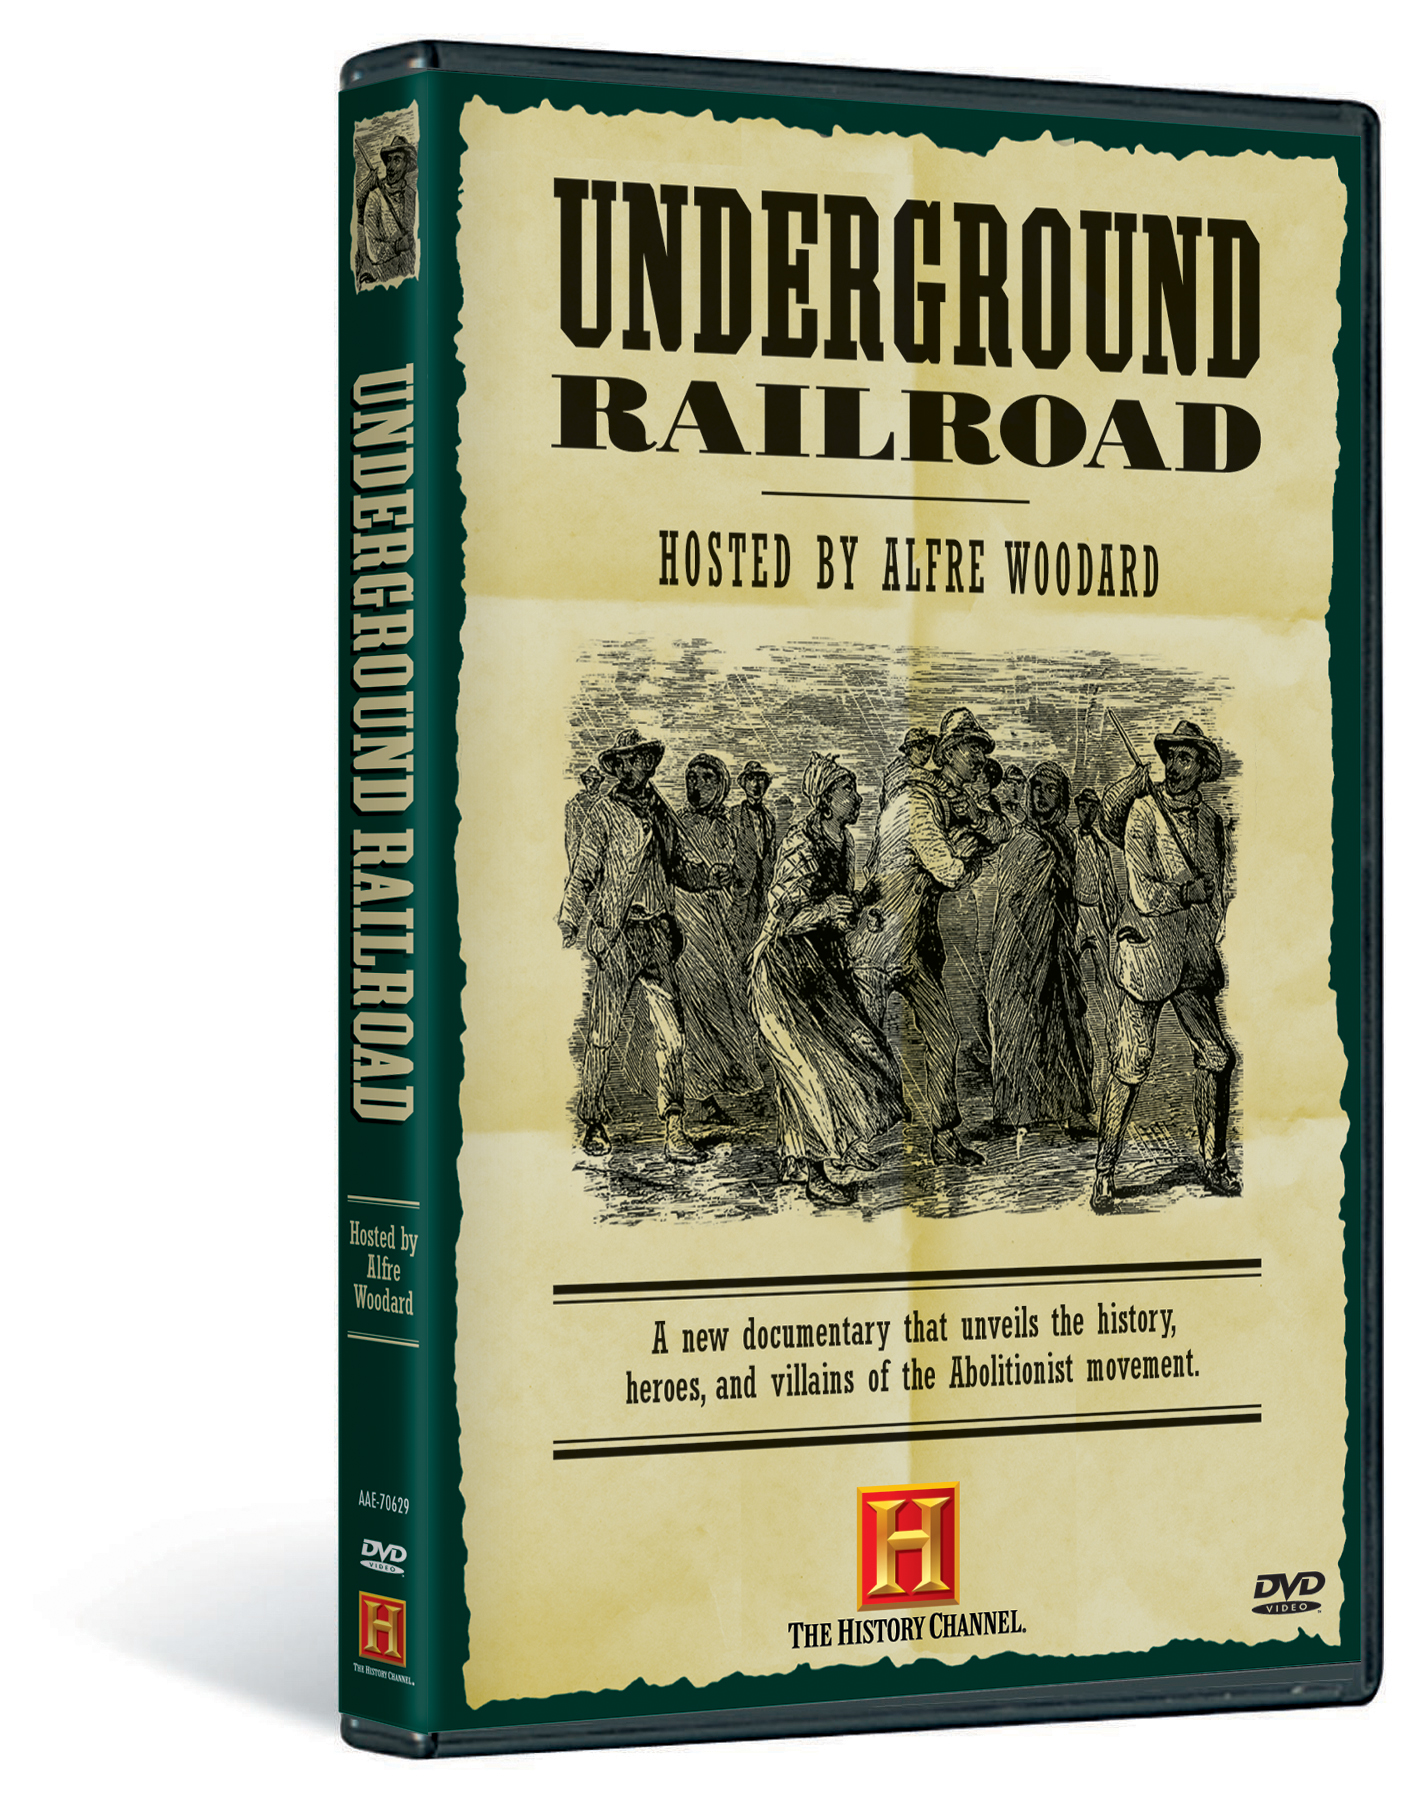 UNDERGROUND
RAILROAD
HOSTED BY ALFRE WOODARD
A new documentary that unveils the history,
heroes, and villains of the Abolitionist movement.
H
THE HISTORY CHANNEL.
DVD
VIDEO
UNDERGROUND RAILROAD
Hosted by
Alfre
Woodard
AAE-70629
DVD
VIDEO
H
THE HISTORY CHANNEL.